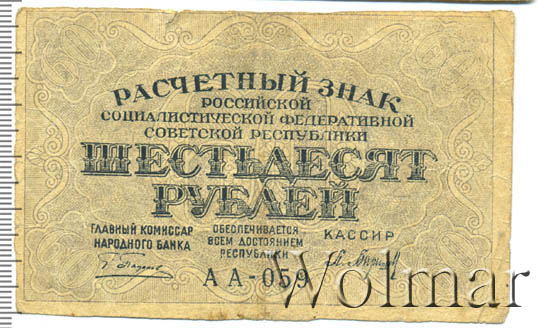 РАСЧЕТНЫЙ ЗНАК
РОССИЙСКОЙ
СОЦИАЛИСТИЧЕСКОЙ ФЕДЕРАТИВНОЙ
СОВЕТСКОЙ РЕСПУБЛИКИ
ШЕСТЬДЕСЯТ
РУБЛЕЙ
ГЛАВНЫЙ КОМИССАР
НАРОДНОГО БАНКА
ОБЕСПЕЧИВАЕТСЯ
ВСЕМ ДОСТОЯНИЕМ
РЕСПУБЛИКИ
КАССИР
АА-059
Wolmar